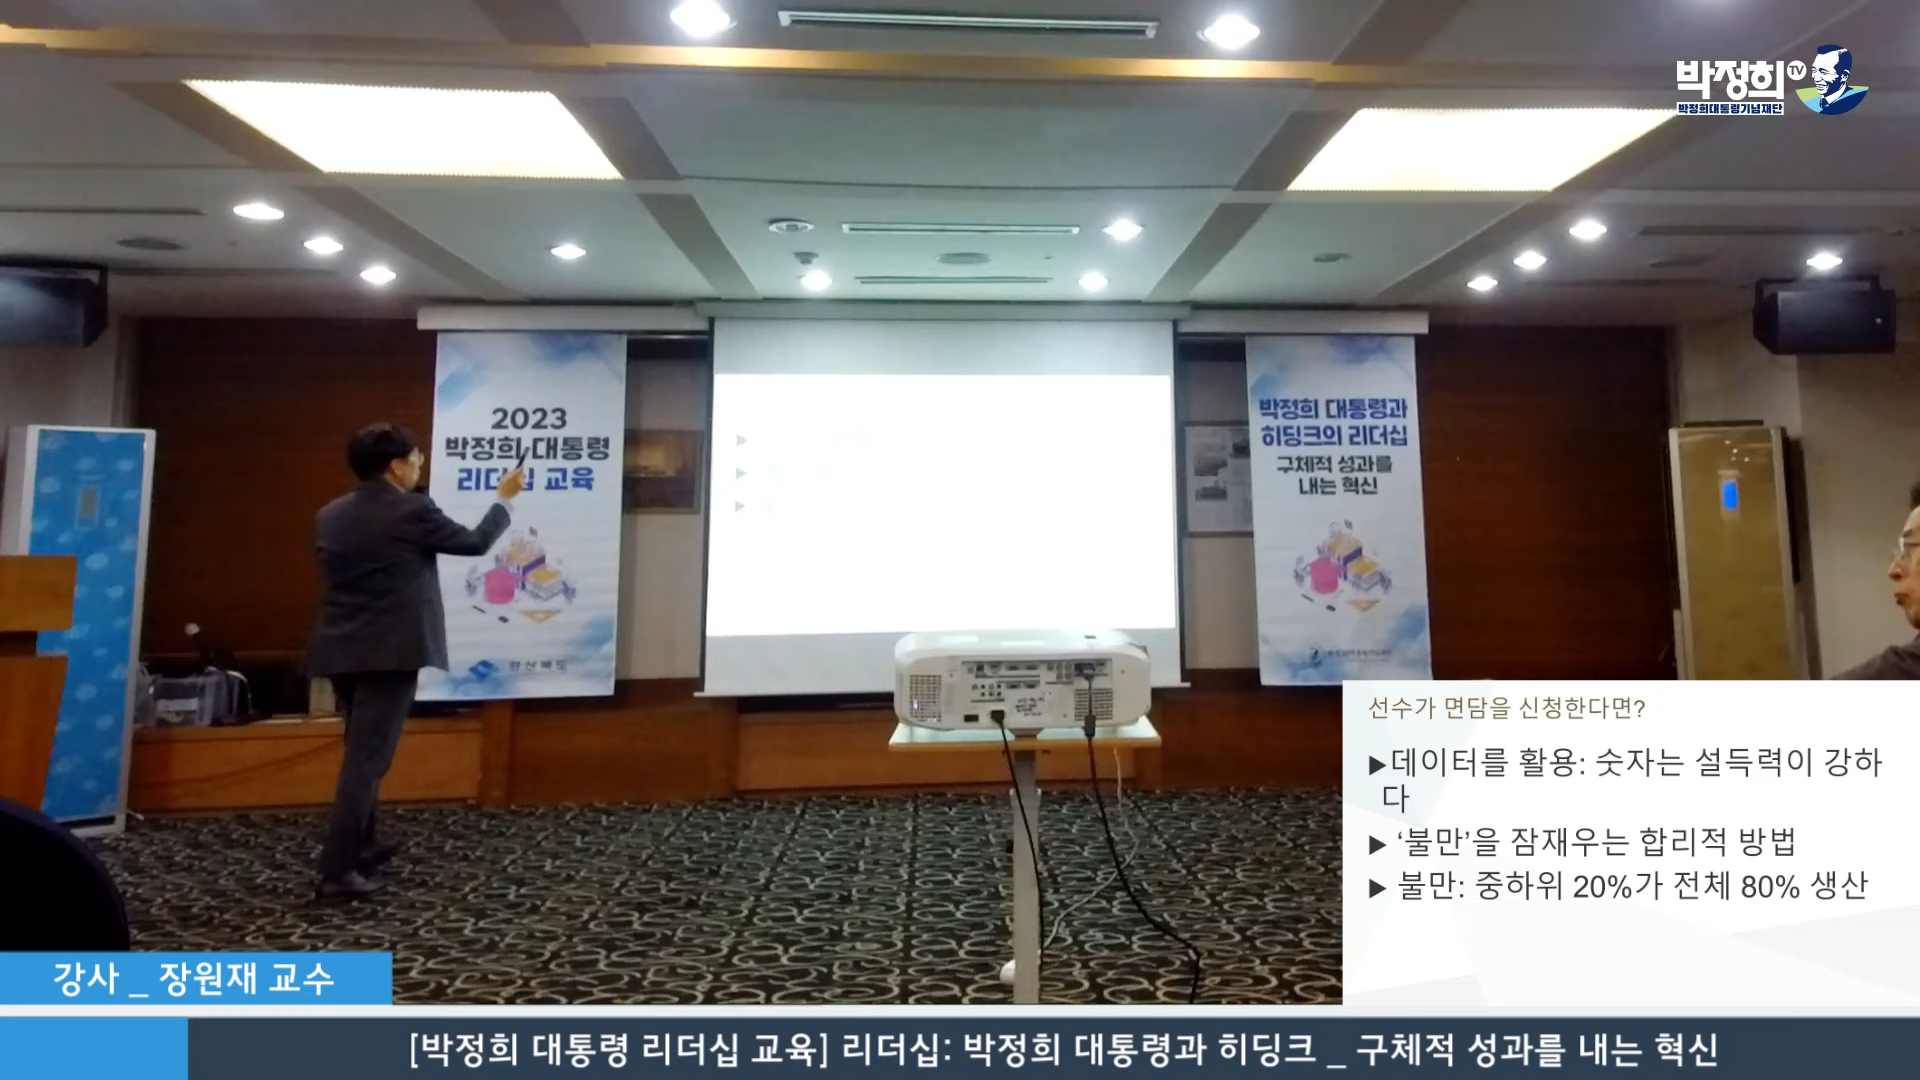 박정희TV
박정희대통령기념재단
2023
박정희 대통령
리더십 교육
경상북도
박정희 대통령과
히딩크의 리더십
구체적 성과를
내는 혁신
선수가 면담을 신청한다면?
▶데이터를 활용: 숫자는 설득력이 강하
다
▶ ‘불만’을 잠재우는 합리적 방법
▶ 불만: 중하위 20%가 전체 80% 생산
강사 _ 장원재 교수
[박정희 대통령 리더십 교육] 리더십: 박정희 대통령과 히딩크 _ 구체적 성과를 내는 혁신